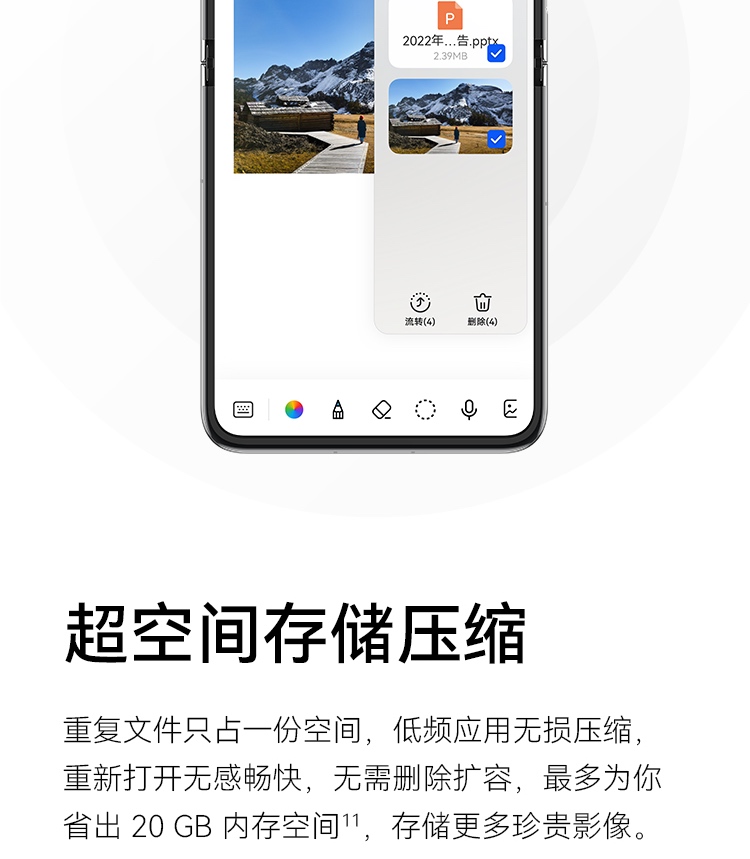 P
2022年...告.pptx
2.39MB
流转(4)
删除(4)
超空间存储压缩
重复文件只占一份空间，低频应用无损压缩，
重新打开无感畅快，无需删除扩容，最多为你
省出 20 GB 内存空间¹¹，存储更多珍贵影像。